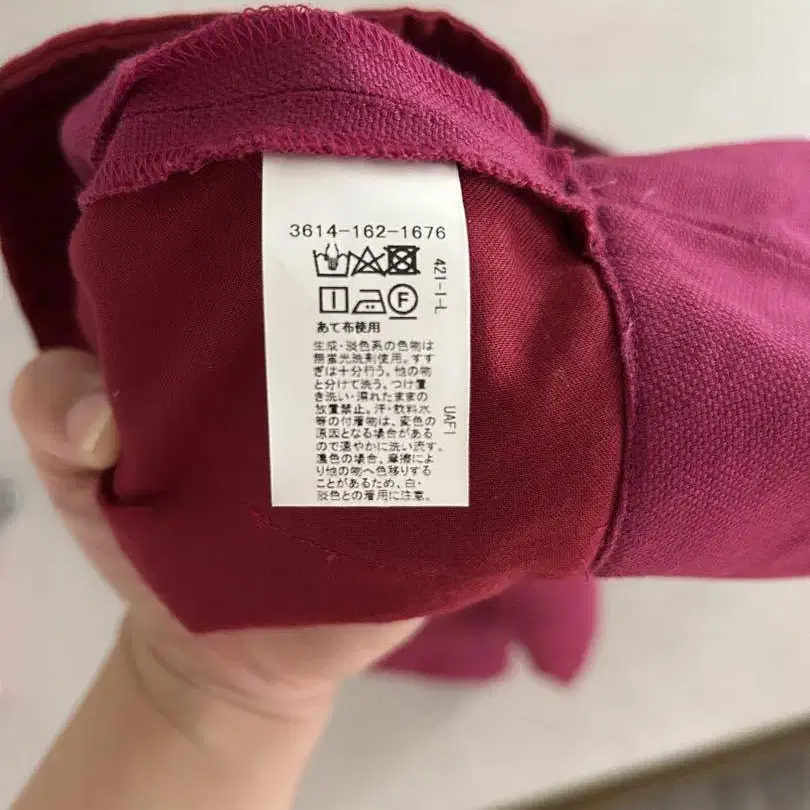 3614-162-1676
421-1-L
F
あて布使用
生成・淡色系の色物は
無蛍光洗剤使用。すす
ぎは十分行う。他の物
と分けて洗う。つけ置
き洗い・濡れたままの
放置禁止。汗・飲料水
等の付着物は、変色の
原因となる場合がある
ので速やかに洗い流す。
濃色の場合、摩擦によ
り他の物へ色移りする
ことがあるため、白・
淡色との着用に注意。
UAF1